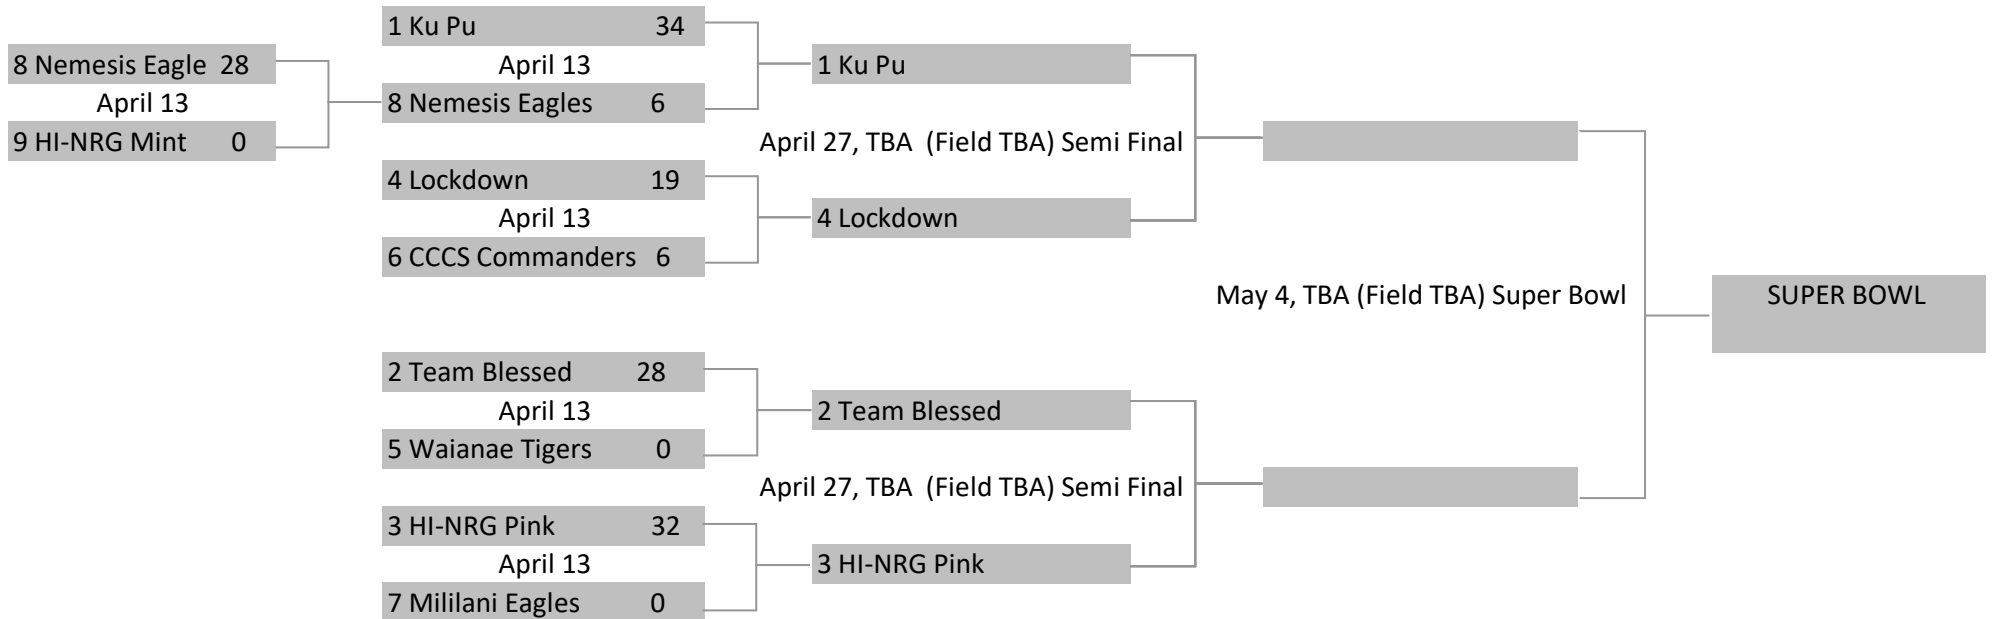 8 Nemesis Eagle 28
April 13
9 HI-NRG Mint 0
1 Ku Pu 34
April 13
8 Nemesis Eagles 6
4 Lockdown 19
April 13
6 CCCS Commanders 6
2 Team Blessed 28
April 13
5 Waianae Tigers 0
3 HI-NRG Pink 32
April 13
7 Mililani Eagles 0
1 Ku Pu
April 27, TBA (Field TBA) Semi Final
4 Lockdown
2 Team Blessed
April 27, TBA (Field TBA) Semi Final
3 HI-NRG Pink
May 4, TBA (Field TBA) Super Bowl
SUPER BOWL